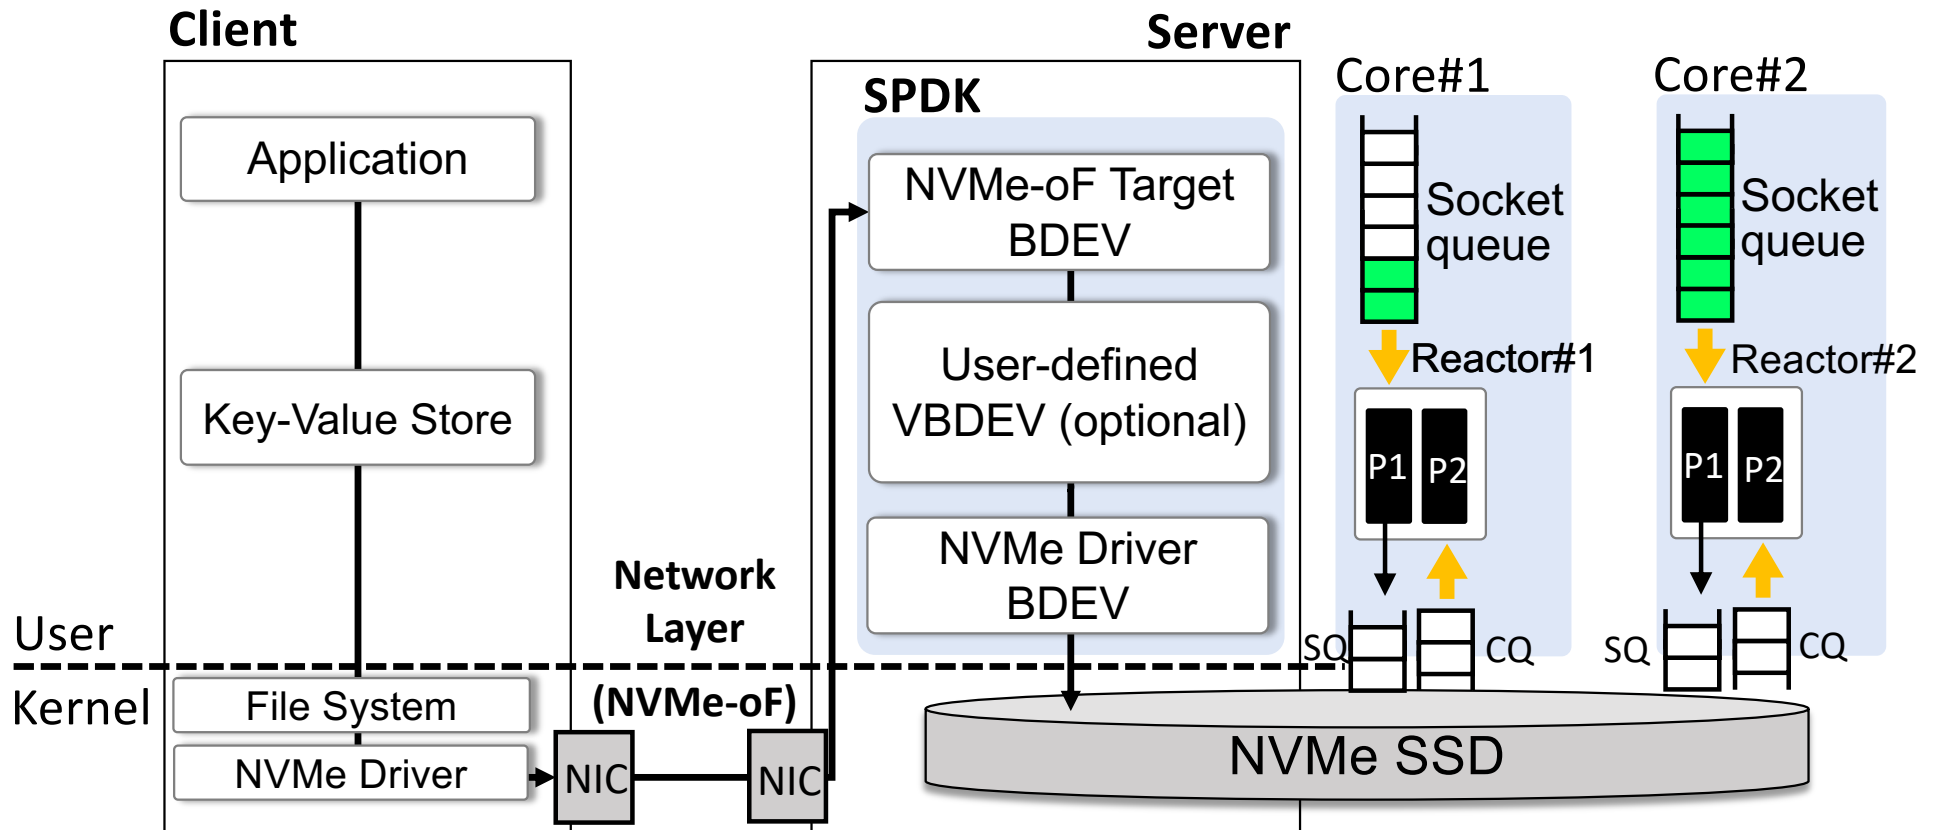 Client
Application
Key-Value Store
User
Kernel
File System
NVMe Driver
NIC
Network
Layer
(NVMe-oF)
NIC
Server
SPDK
NVMe-oF Target
BDEV
User-defined
VBDEV (optional)
NVMe Driver
BDEV
NVMe SSD
Core#1
Socket
queue
Reactor#1
P1
P2
SQ
CQ
Core#2
Socket
queue
Reactor#2
P1
P2
SQ
CQ